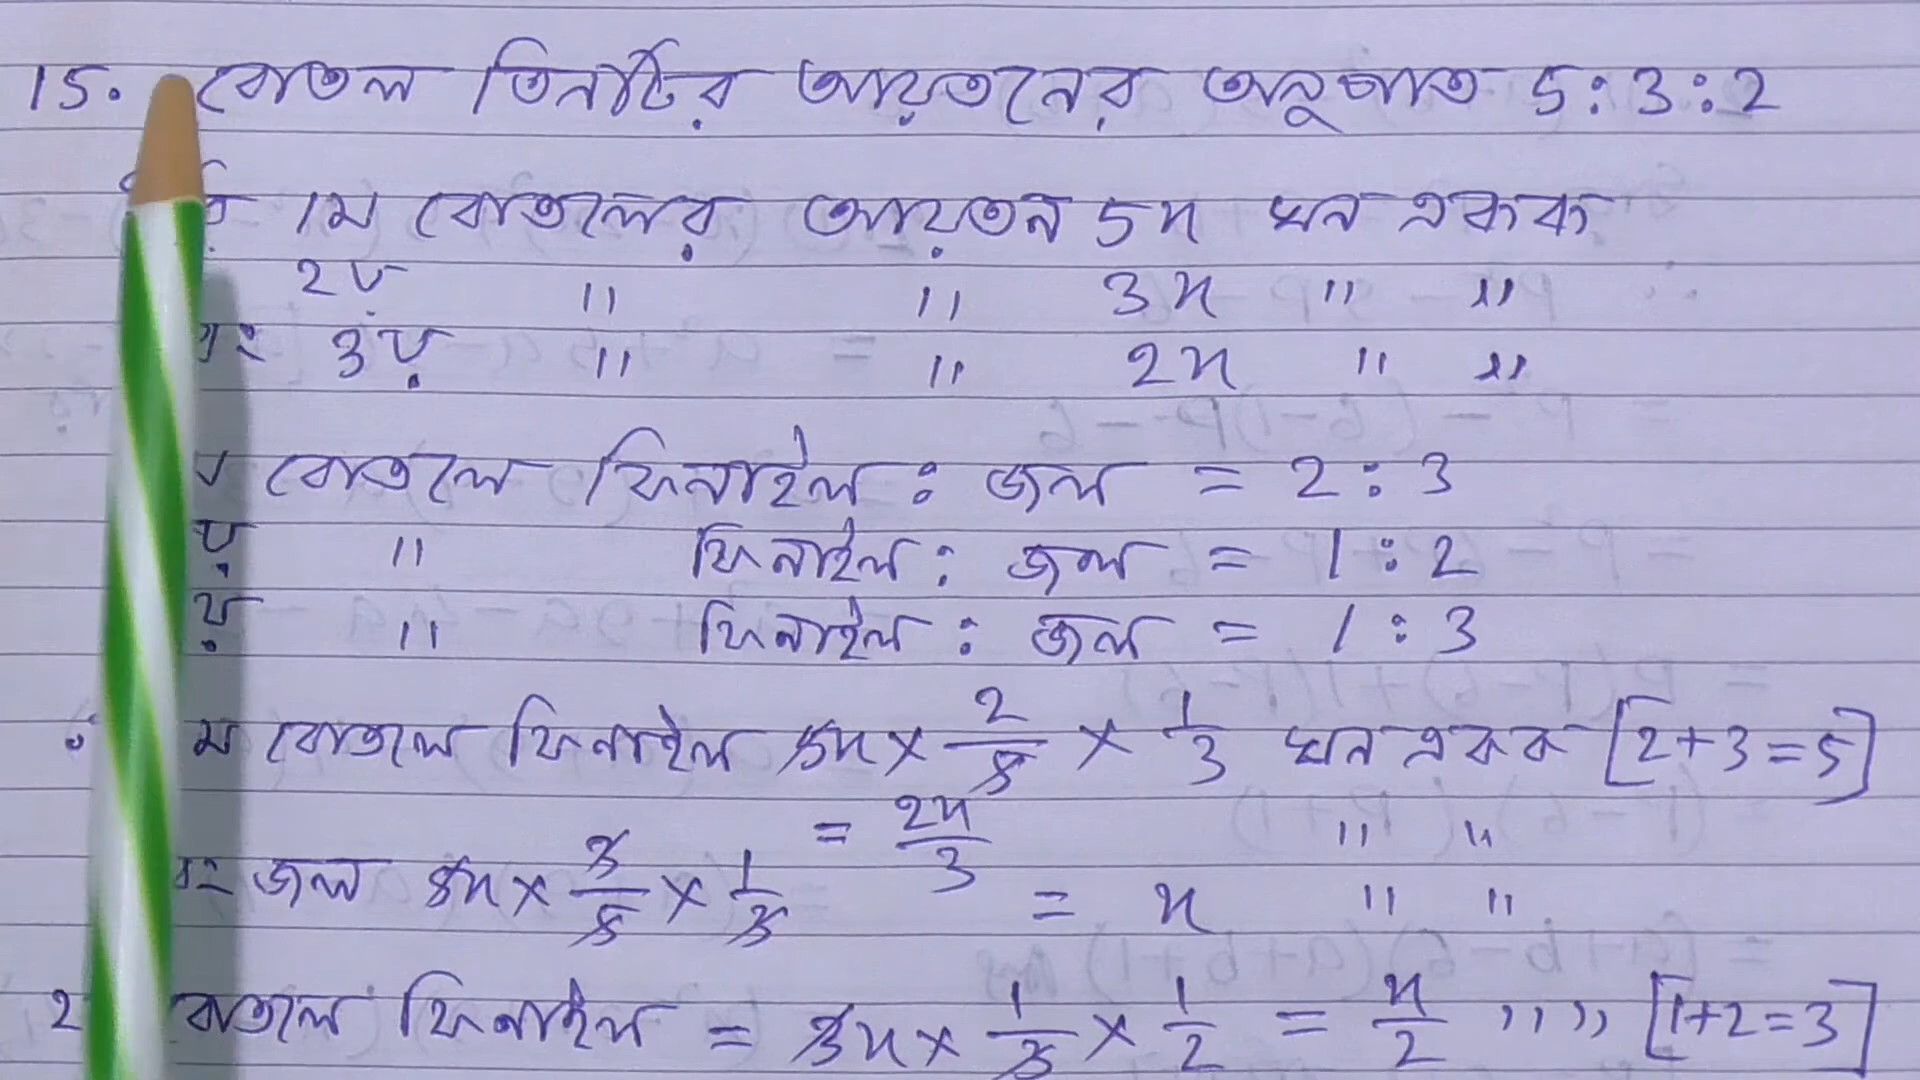 15. বোতল তিনটির আয়তনের অনুপাত 5:3:2
1ম বোতলের আয়তন 5x ঘন একক
2য় " " 3x " "
3য় " " 2x " "
বোতলে ফিনাইল : জল = 2:3
য় " ফিনাইল : জল = 1:2
য় " ফিনাইল : জল = 1:3
ম বোতলে ফিনাইল 5x × 2/5 × 1/3 ঘন একক [2+3=5]
= 2x/3 " "
জল 5x × 3/5 × 1/3 = x " "
2 বোতলে ফিনাইল = 3x × 1/3 × 1/2 = x/2 " " [1+2=3]